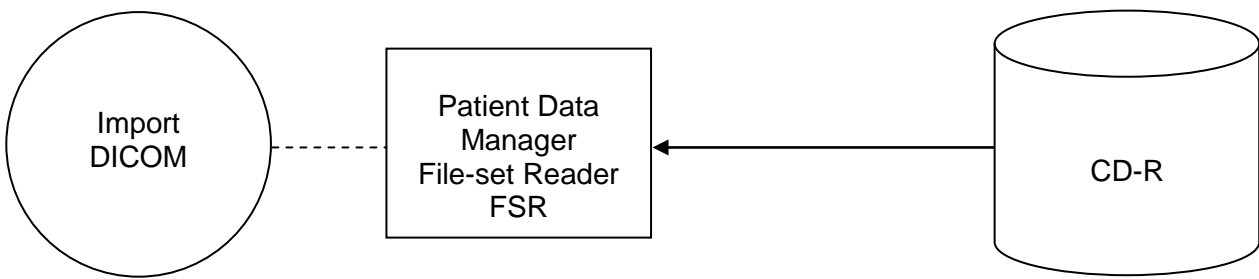 Import
DICOM
Patient Data
Manager
File-set Reader
FSR
CD-R